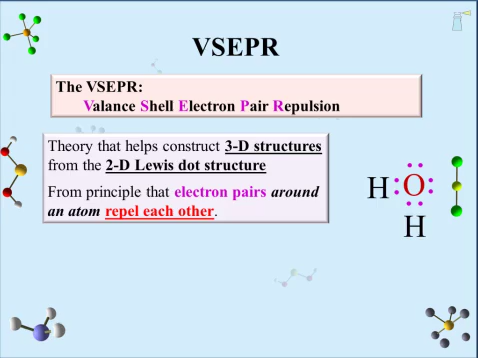 VSEPR
The VSEPR:
Valance Shell Electron Pair Repulsion
Theory that helps construct 3-D structures
from the 2-D Lewis dot structure
From principle that electron pairs around
an atom repel each other.
H O
H